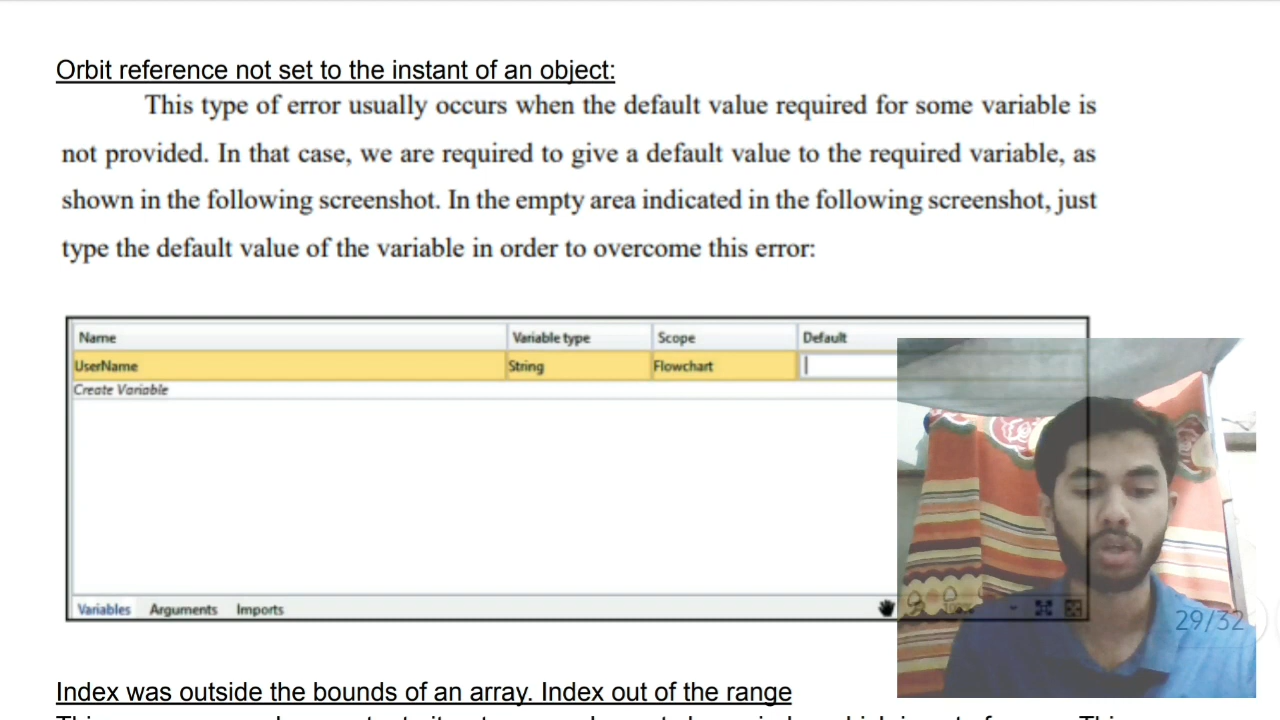 Orbit reference not set to the instant of an object:
This type of error usually occurs when the default value required for some variable is
not provided. In that case, we are required to give a default value to the required variable, as
shown in the following screenshot. In the empty area indicated in the following screenshot, just
type the default value of the variable in order to overcome this error:
Name Variable type Scope Default
UserName String Flowchart
Create Variable
Variables Arguments Imports
29/32
Index was outside the bounds of an array. Index out of the range